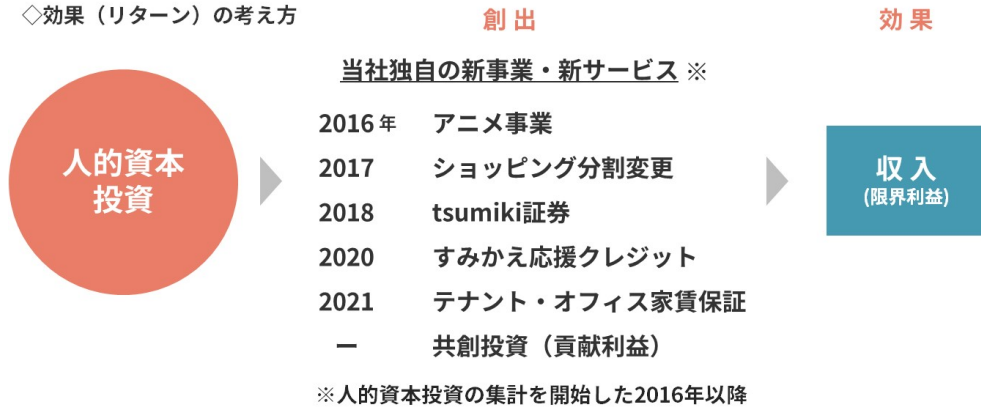 ◇効果（リターン）の考え方
創出
効果
当社独自の新事業・新サービス ※
人的資本
投資
2016年 アニメ事業
2017 ショッピング分割変更
2018 tsumiki証券
2020 すみかえ応援クレジット
2021 テナント・オフィス家賃保証
ー 共創投資（貢献利益）
収入
(限界利益)
※人的資本投資の集計を開始した2016年以降